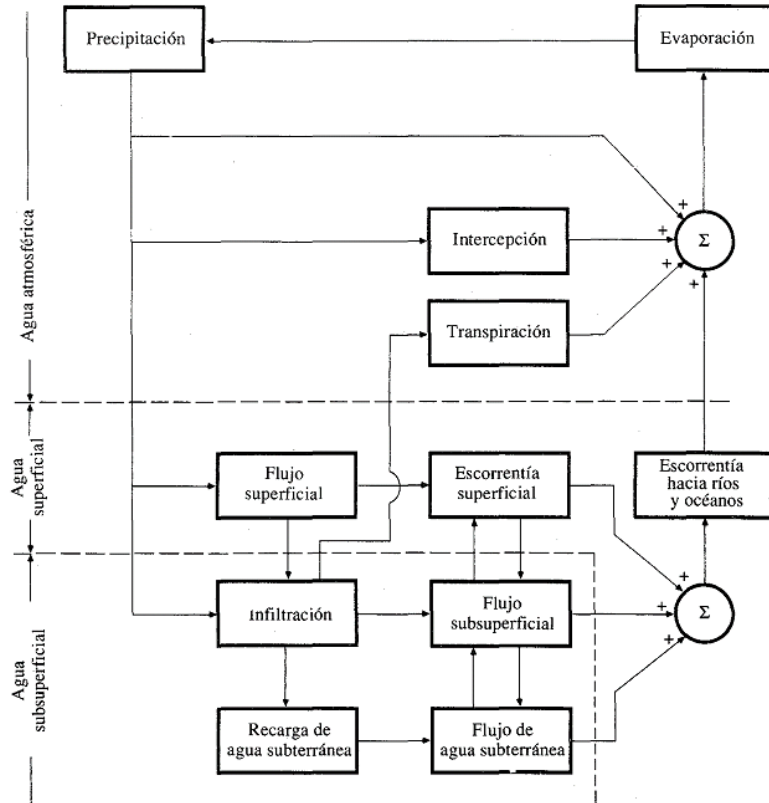 Precipitación
Evaporación
+
Σ
+
Intercepción
+
+
Transpiración
Agua atmosférica
Flujo
superficial
Escorrentía
superficial
Escorrentía
hacia ríos
y océanos
Agua
superficial
+
Infiltración
Flujo
subsuperficial
+
Σ
+
Agua
subsuperficial
Recarga de
agua subterránea
Flujo de
agua subterránea